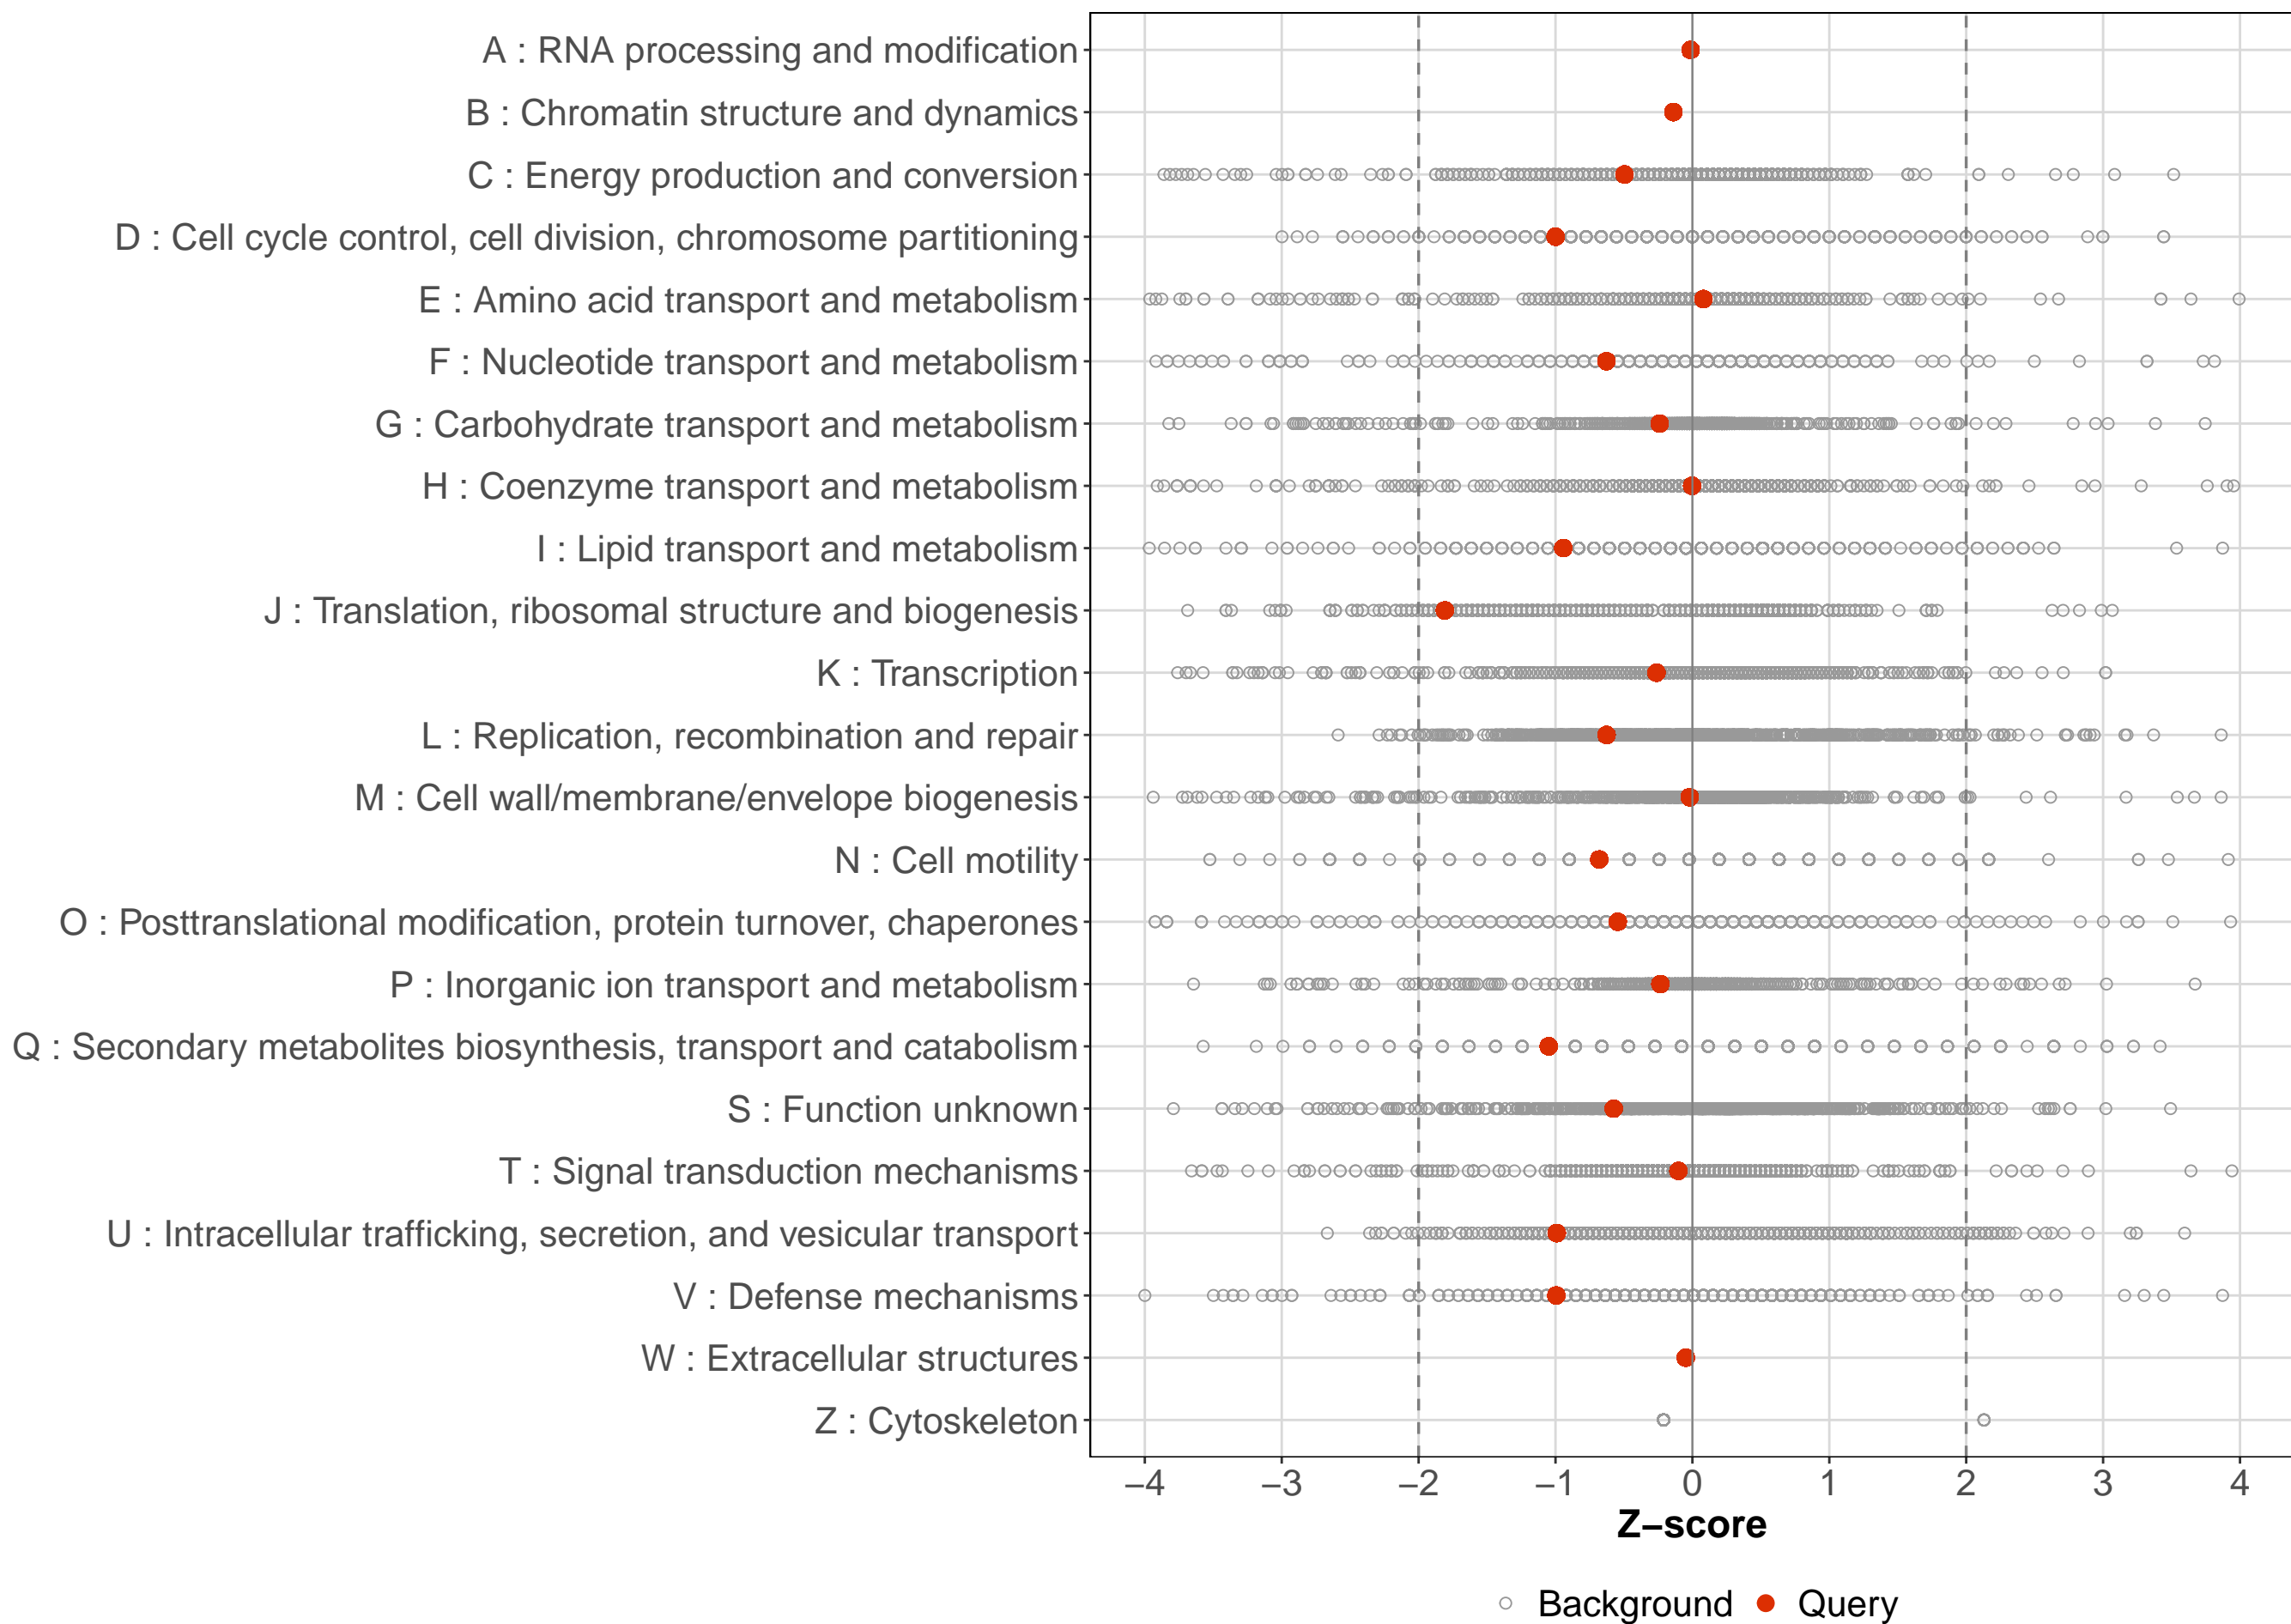 A : RNA processing and modification
B : Chromatin structure and dynamics
C : Energy production and conversion
D : Cell cycle control, cell division, chromosome partitioning
E : Amino acid transport and metabolism
F : Nucleotide transport and metabolism
G : Carbohydrate transport and metabolism
H : Coenzyme transport and metabolism
I : Lipid transport and metabolism
J : Translation, ribosomal structure and biogenesis
K : Transcription
L : Replication, recombination and repair
M : Cell wall/membrane/envelope biogenesis
N : Cell motility
O : Posttranslational modification, protein turnover, chaperones
P : Inorganic ion transport and metabolism
Q : Secondary metabolites biosynthesis, transport and catabolism
S : Function unknown
T : Signal transduction mechanisms
U : Intracellular trafficking, secretion, and vesicular transport
V : Defense mechanisms
W : Extracellular structures
Z : Cytoskeleton
−4 −3 −2 −1 0 1 2 3 4
Z−score
Background Query